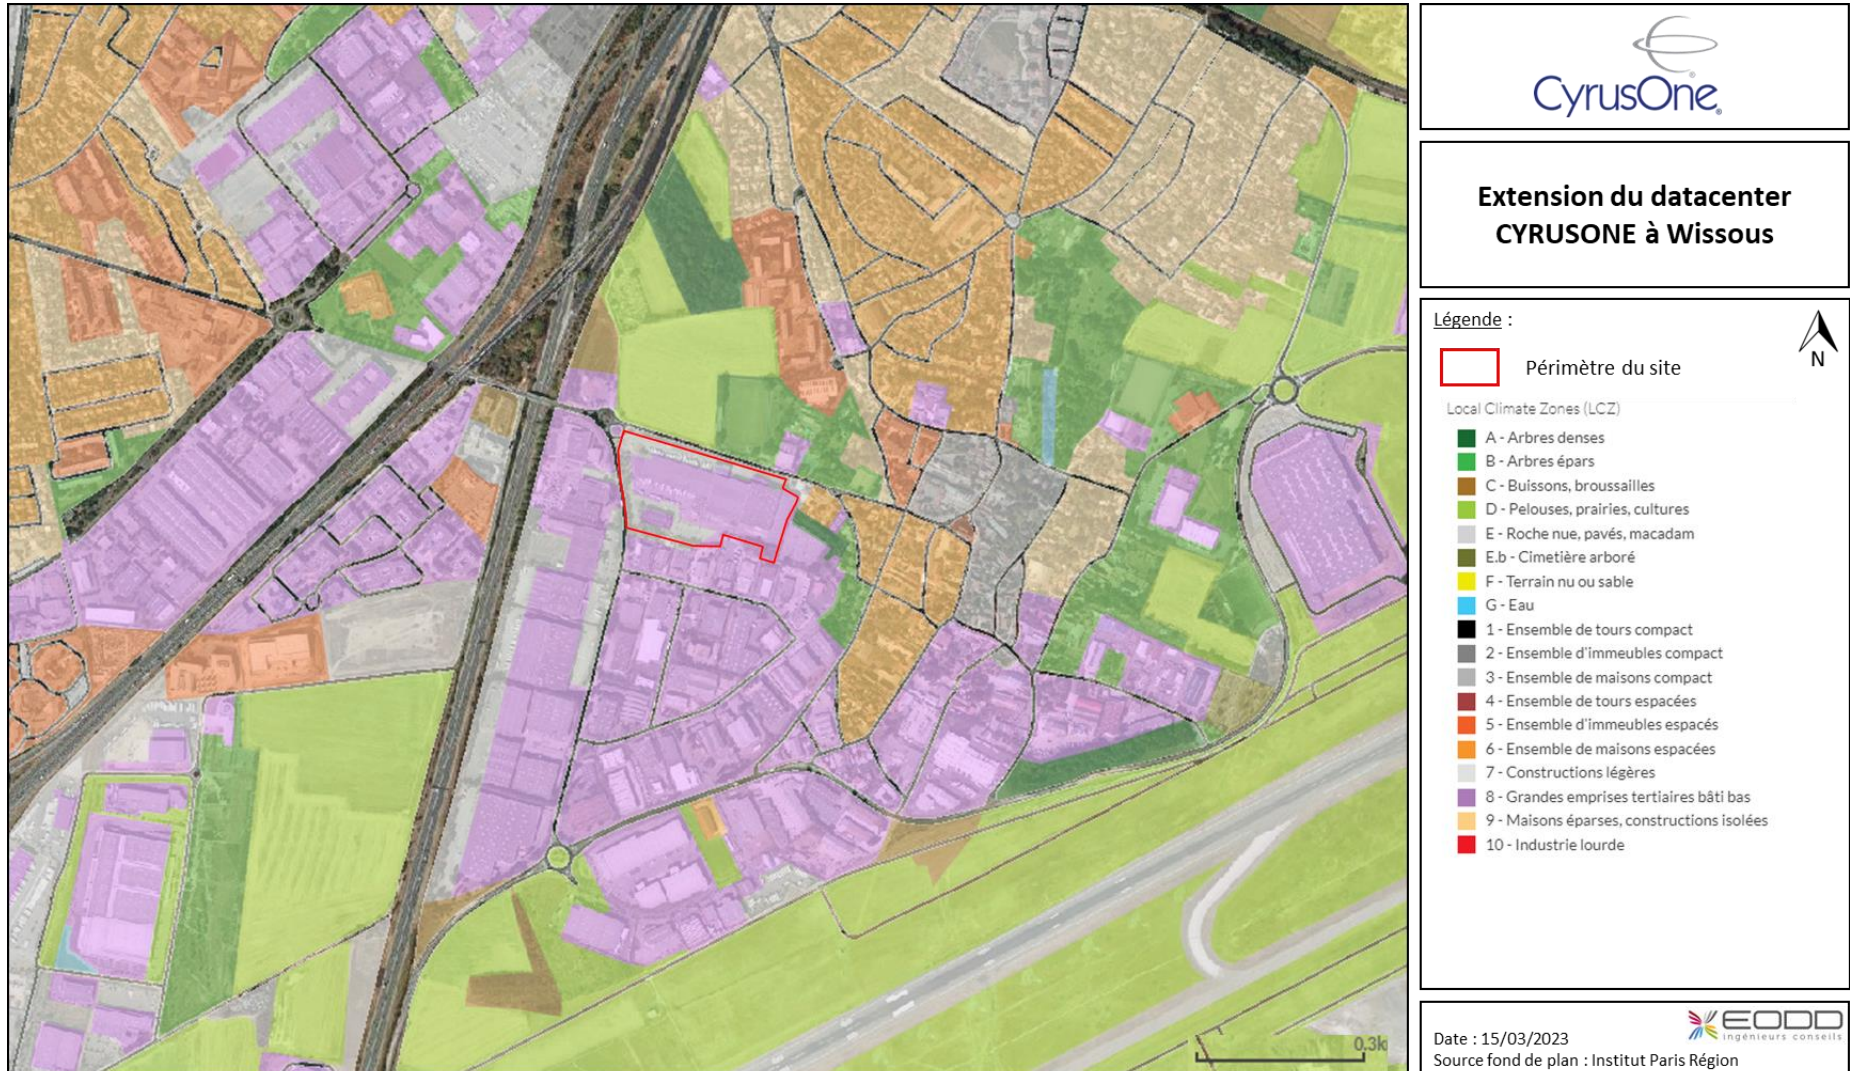 CyrusOne®
Extension du datacenter
CYRUSONE à Wissous
Légende :
N
Périmètre du site
Local Climate Zones (LCZ)
A - Arbres denses
B - Arbres épars
C - Buissons, broussailles
D - Pelouses, prairies, cultures
E - Roche nue, pavés, macadam
E.b - Cimetière arboré
F - Terrain nu ou sable
G - Eau
1 - Ensemble de tours compact
2 - Ensemble d'immeubles compact
3 - Ensemble de maisons compact
4 - Ensemble de tours espacées
5 - Ensemble d'immeubles espacés
6 - Ensemble de maisons espacées
7 - Constructions légères
8 - Grandes emprises tertiaires bâti bas
9 - Maisons éparses, constructions isolées
10 - Industrie lourde
0.3k
EODD
ingénieurs conseils
Date : 15/03/2023
Source fond de plan : Institut Paris Région